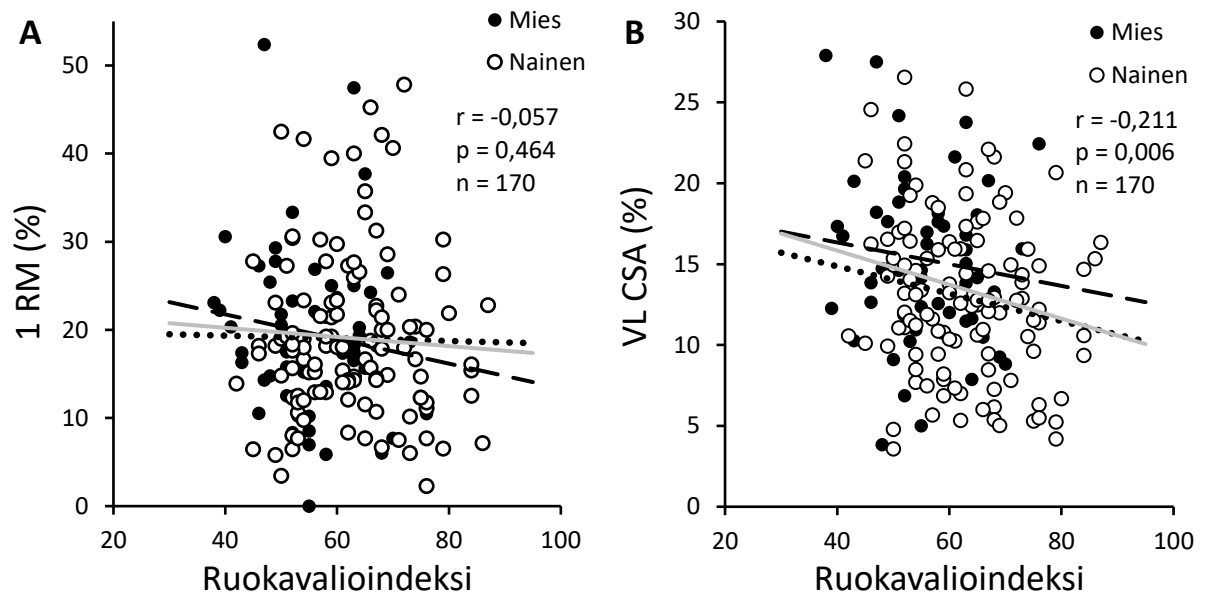 A
Mies
Nainen
r = -0,057
p = 0,464
n = 170
50
40
30
20
10
0
1 RM (%)
20
40
60
80
100
Ruokavalioindeksi
B
Mies
Nainen
r = -0,211
p = 0,006
n = 170
30
25
20
15
10
5
0
VL CSA (%)
20
40
60
80
100
Ruokavalioindeksi